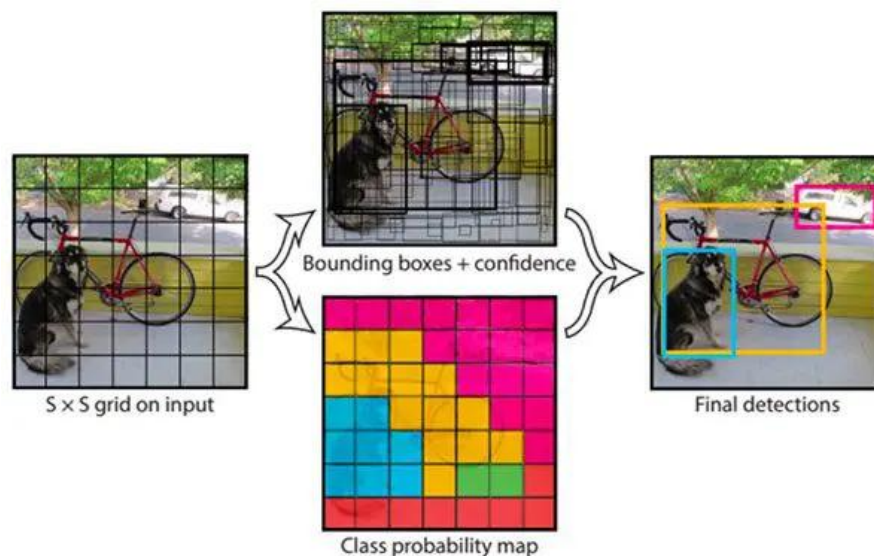 S × S grid on input
Bounding boxes + confidence
Class probability map
Final detections